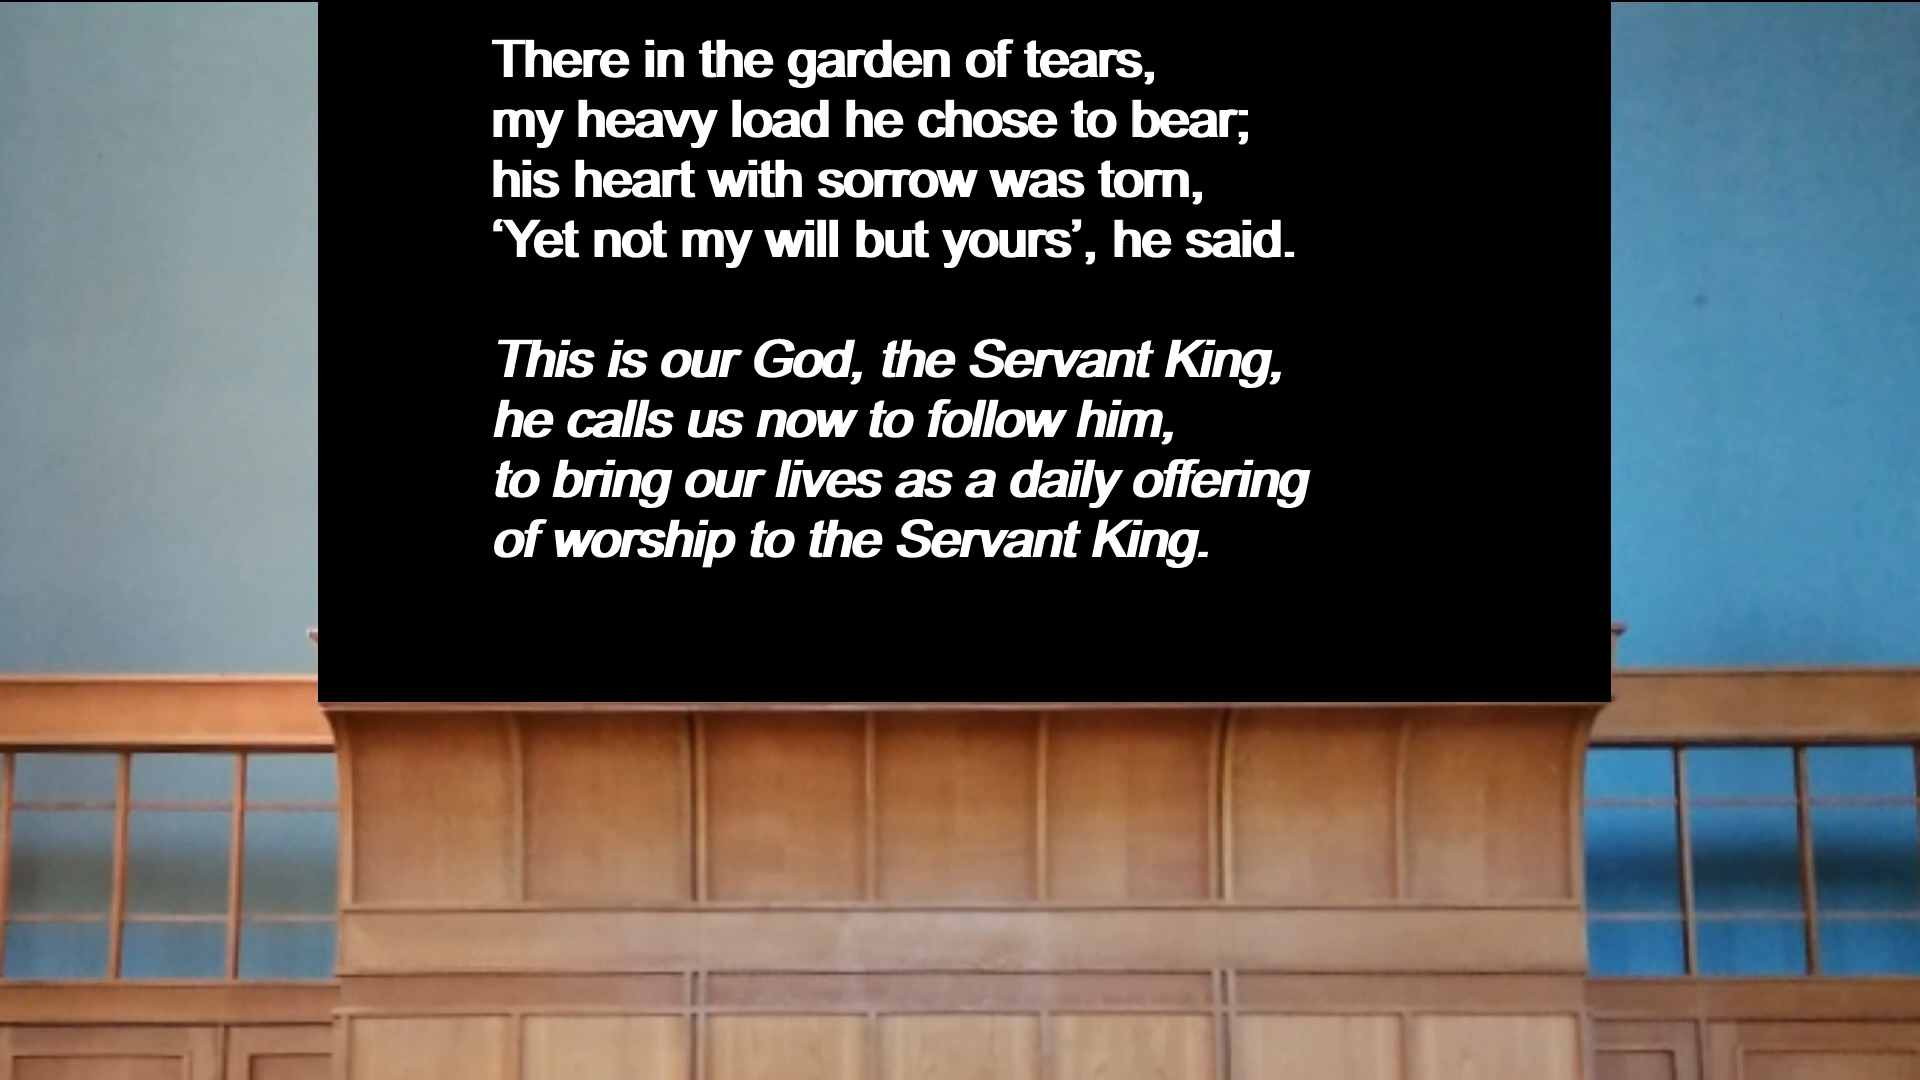 There in the garden of tears,
my heavy load he chose to bear;
his heart with sorrow was torn,
‘Yet not my will but yours’, he said.
This is our God, the Servant King,
he calls us now to follow him,
to bring our lives as a daily offering
of worship to the Servant King.